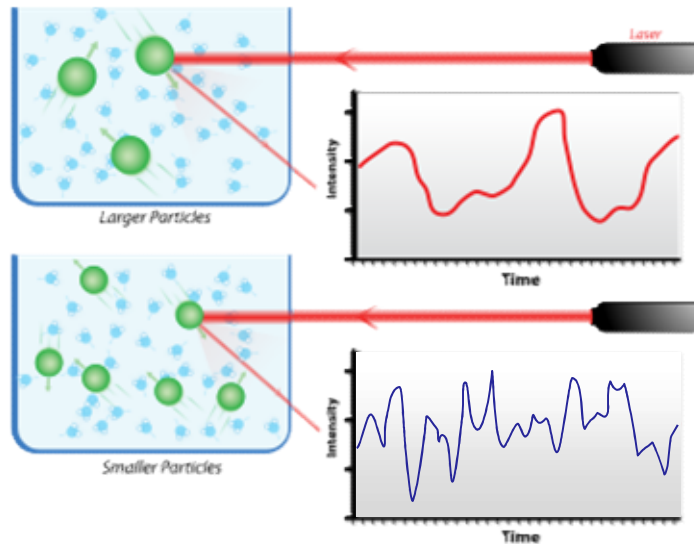 Laser
Intensity
Time
Larger Particles
Intensity
Time
Smaller Particles